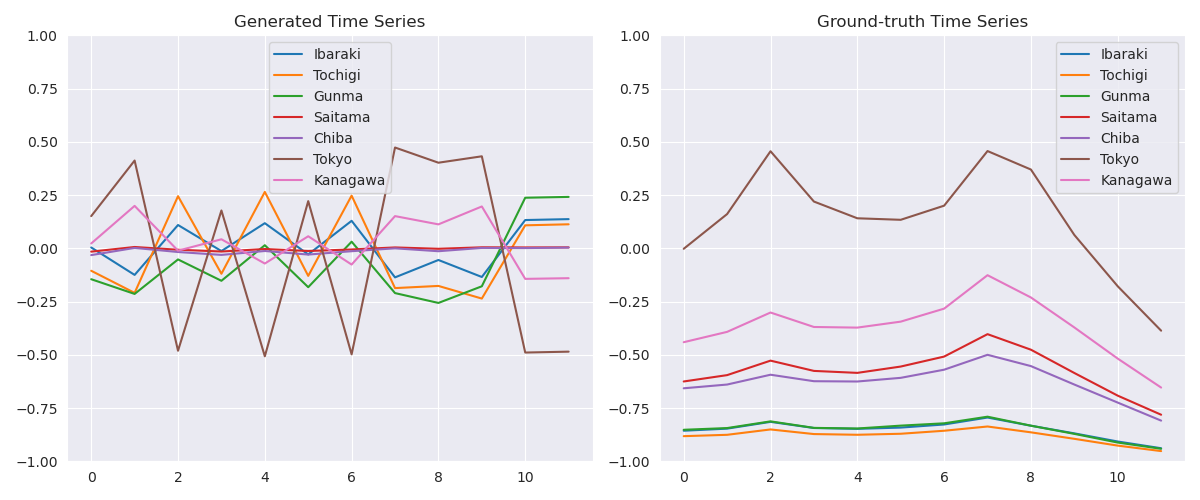 Generated Time Series
1.00
0.75
0.50
0.25
0.00
−0.25
−0.50
−0.75
−1.00
0 2 4 6 8 10
Ibaraki
Tochigi
Gunma
Saitama
Chiba
Tokyo
Kanagawa
Ground-truth Time Series
1.00
0.75
0.50
0.25
0.00
−0.25
−0.50
−0.75
−1.00
0 2 4 6 8 10
Ibaraki
Tochigi
Gunma
Saitama
Chiba
Tokyo
Kanagawa